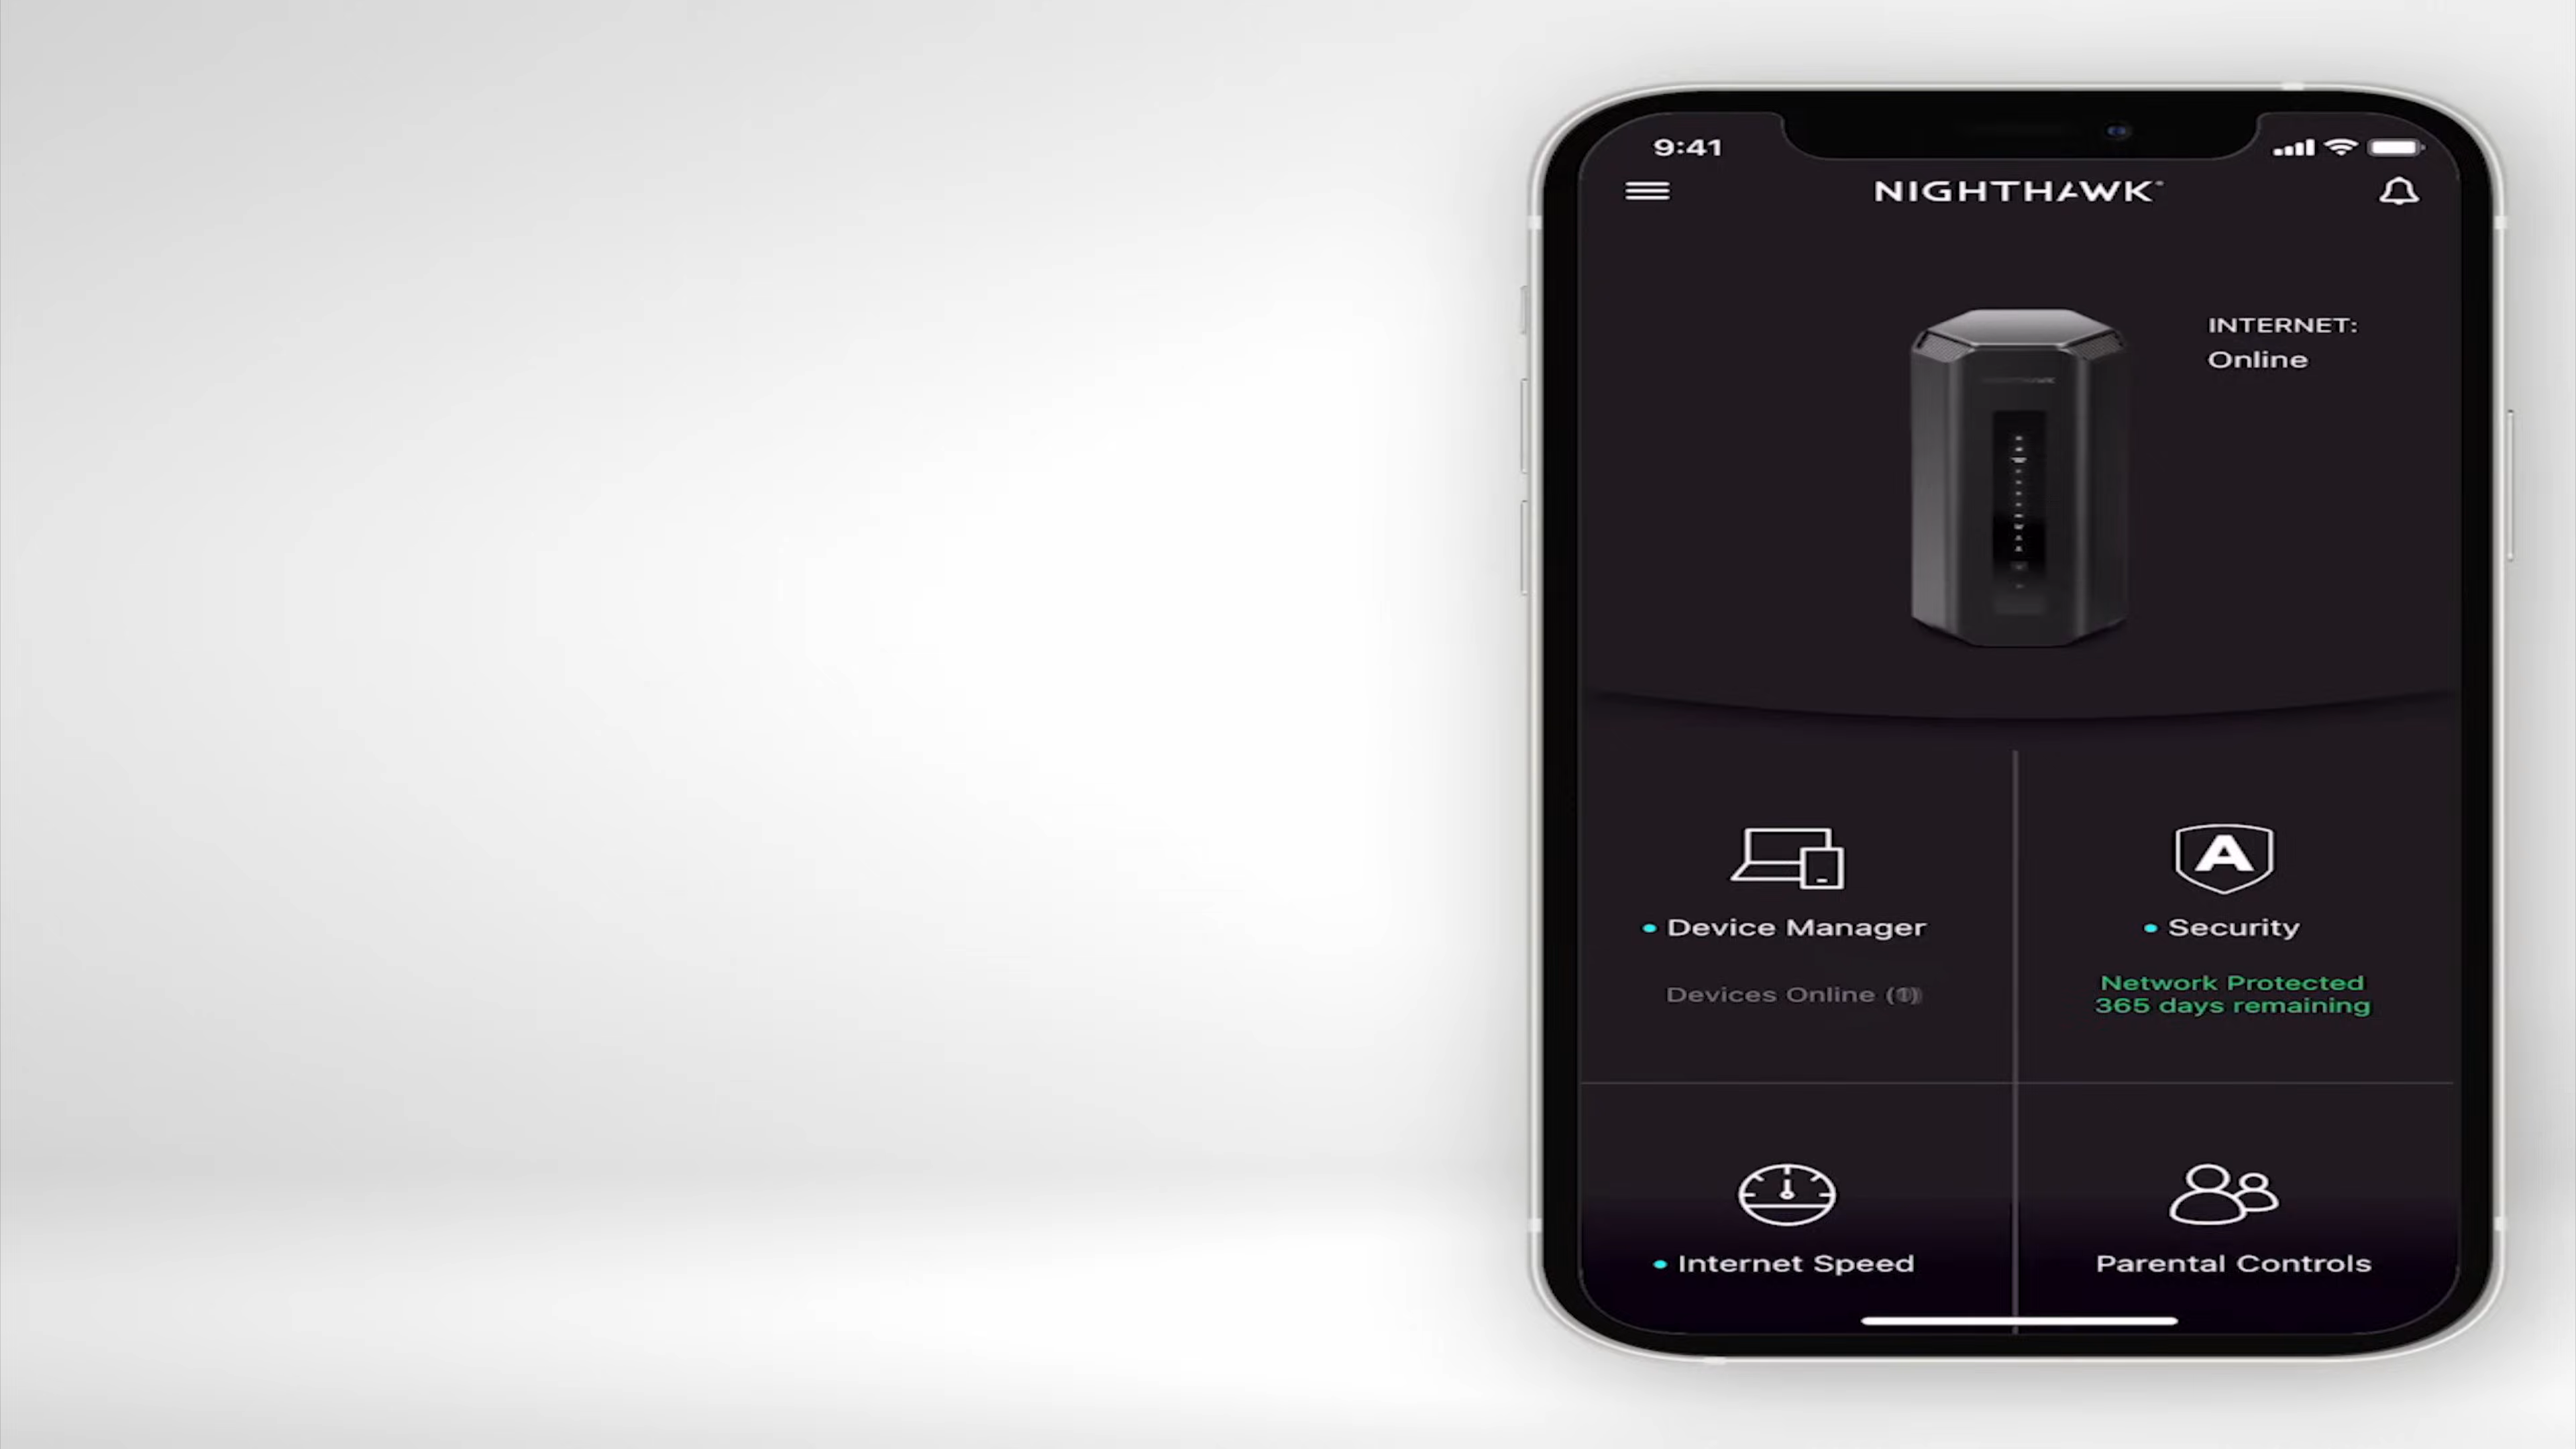 9:41
NIGHTHAWK®
INTERNET:
Online
Device Manager
Security
Devices Online
Network Protected
365 days remaining
Internet Speed
Parental Controls